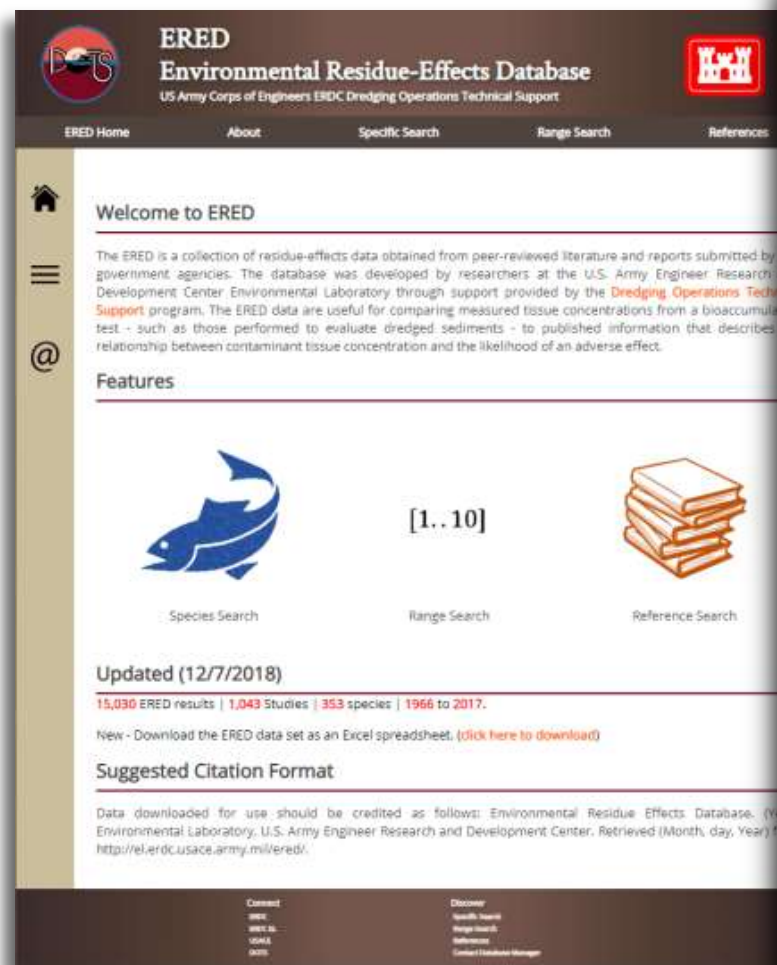 DOTS
ERED
Environmental Residue-Effects Database
US Army Corps of Engineers ERDC Dredging Operations Technical Support
ERED Home About Specific Search Range Search References
Welcome to ERED
The ERED is a collection of residue-effects data obtained from peer-reviewed literature and reports submitted by
government agencies. The database was developed by researchers at the U.S. Army Engineer Research
Development Center Environmental Laboratory through support provided by the Dredging Operations Tech
Support program. The ERED data are useful for comparing measured tissue concentrations from a bioaccumula
test - such as those performed to evaluate dredged sediments - to published information that describes
relationship between contaminant tissue concentration and the likelihood of an adverse effect.
@
Features
[1..10]
Species Search Range Search Reference Search
Updated (12/7/2018)
15,030 ERED results | 1,043 Studies | 353 species | 1966 to 2017.
New - Download the ERED data set as an Excel spreadsheet. (click here to download)
Suggested Citation Format
Data downloaded for use should be credited as follows: Environmental Residue Effects Database. (Y
Environmental Laboratory, U.S. Army Engineer Research and Development Center. Retrieved (Month, day, Year)
http://el.erdc.usace.army.mil/ered/.
Connect Discover
ERDC Specific Search
ERDC EL Range Search
USACE References
DOTS Contact Database Manager